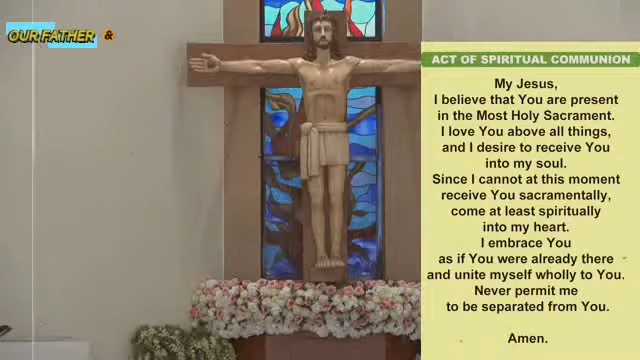 OUR FATHER &
ACT OF SPIRITUAL COMMUNION
My Jesus,
I believe that You are present
in the Most Holy Sacrament.
I love You above all things,
and I desire to receive You
into my soul.
Since I cannot at this moment
receive You sacramentally,
come at least spiritually
into my heart.
I embrace You
as if You were already there
and unite myself wholly to You.
Never permit me
to be separated from You.
Amen.